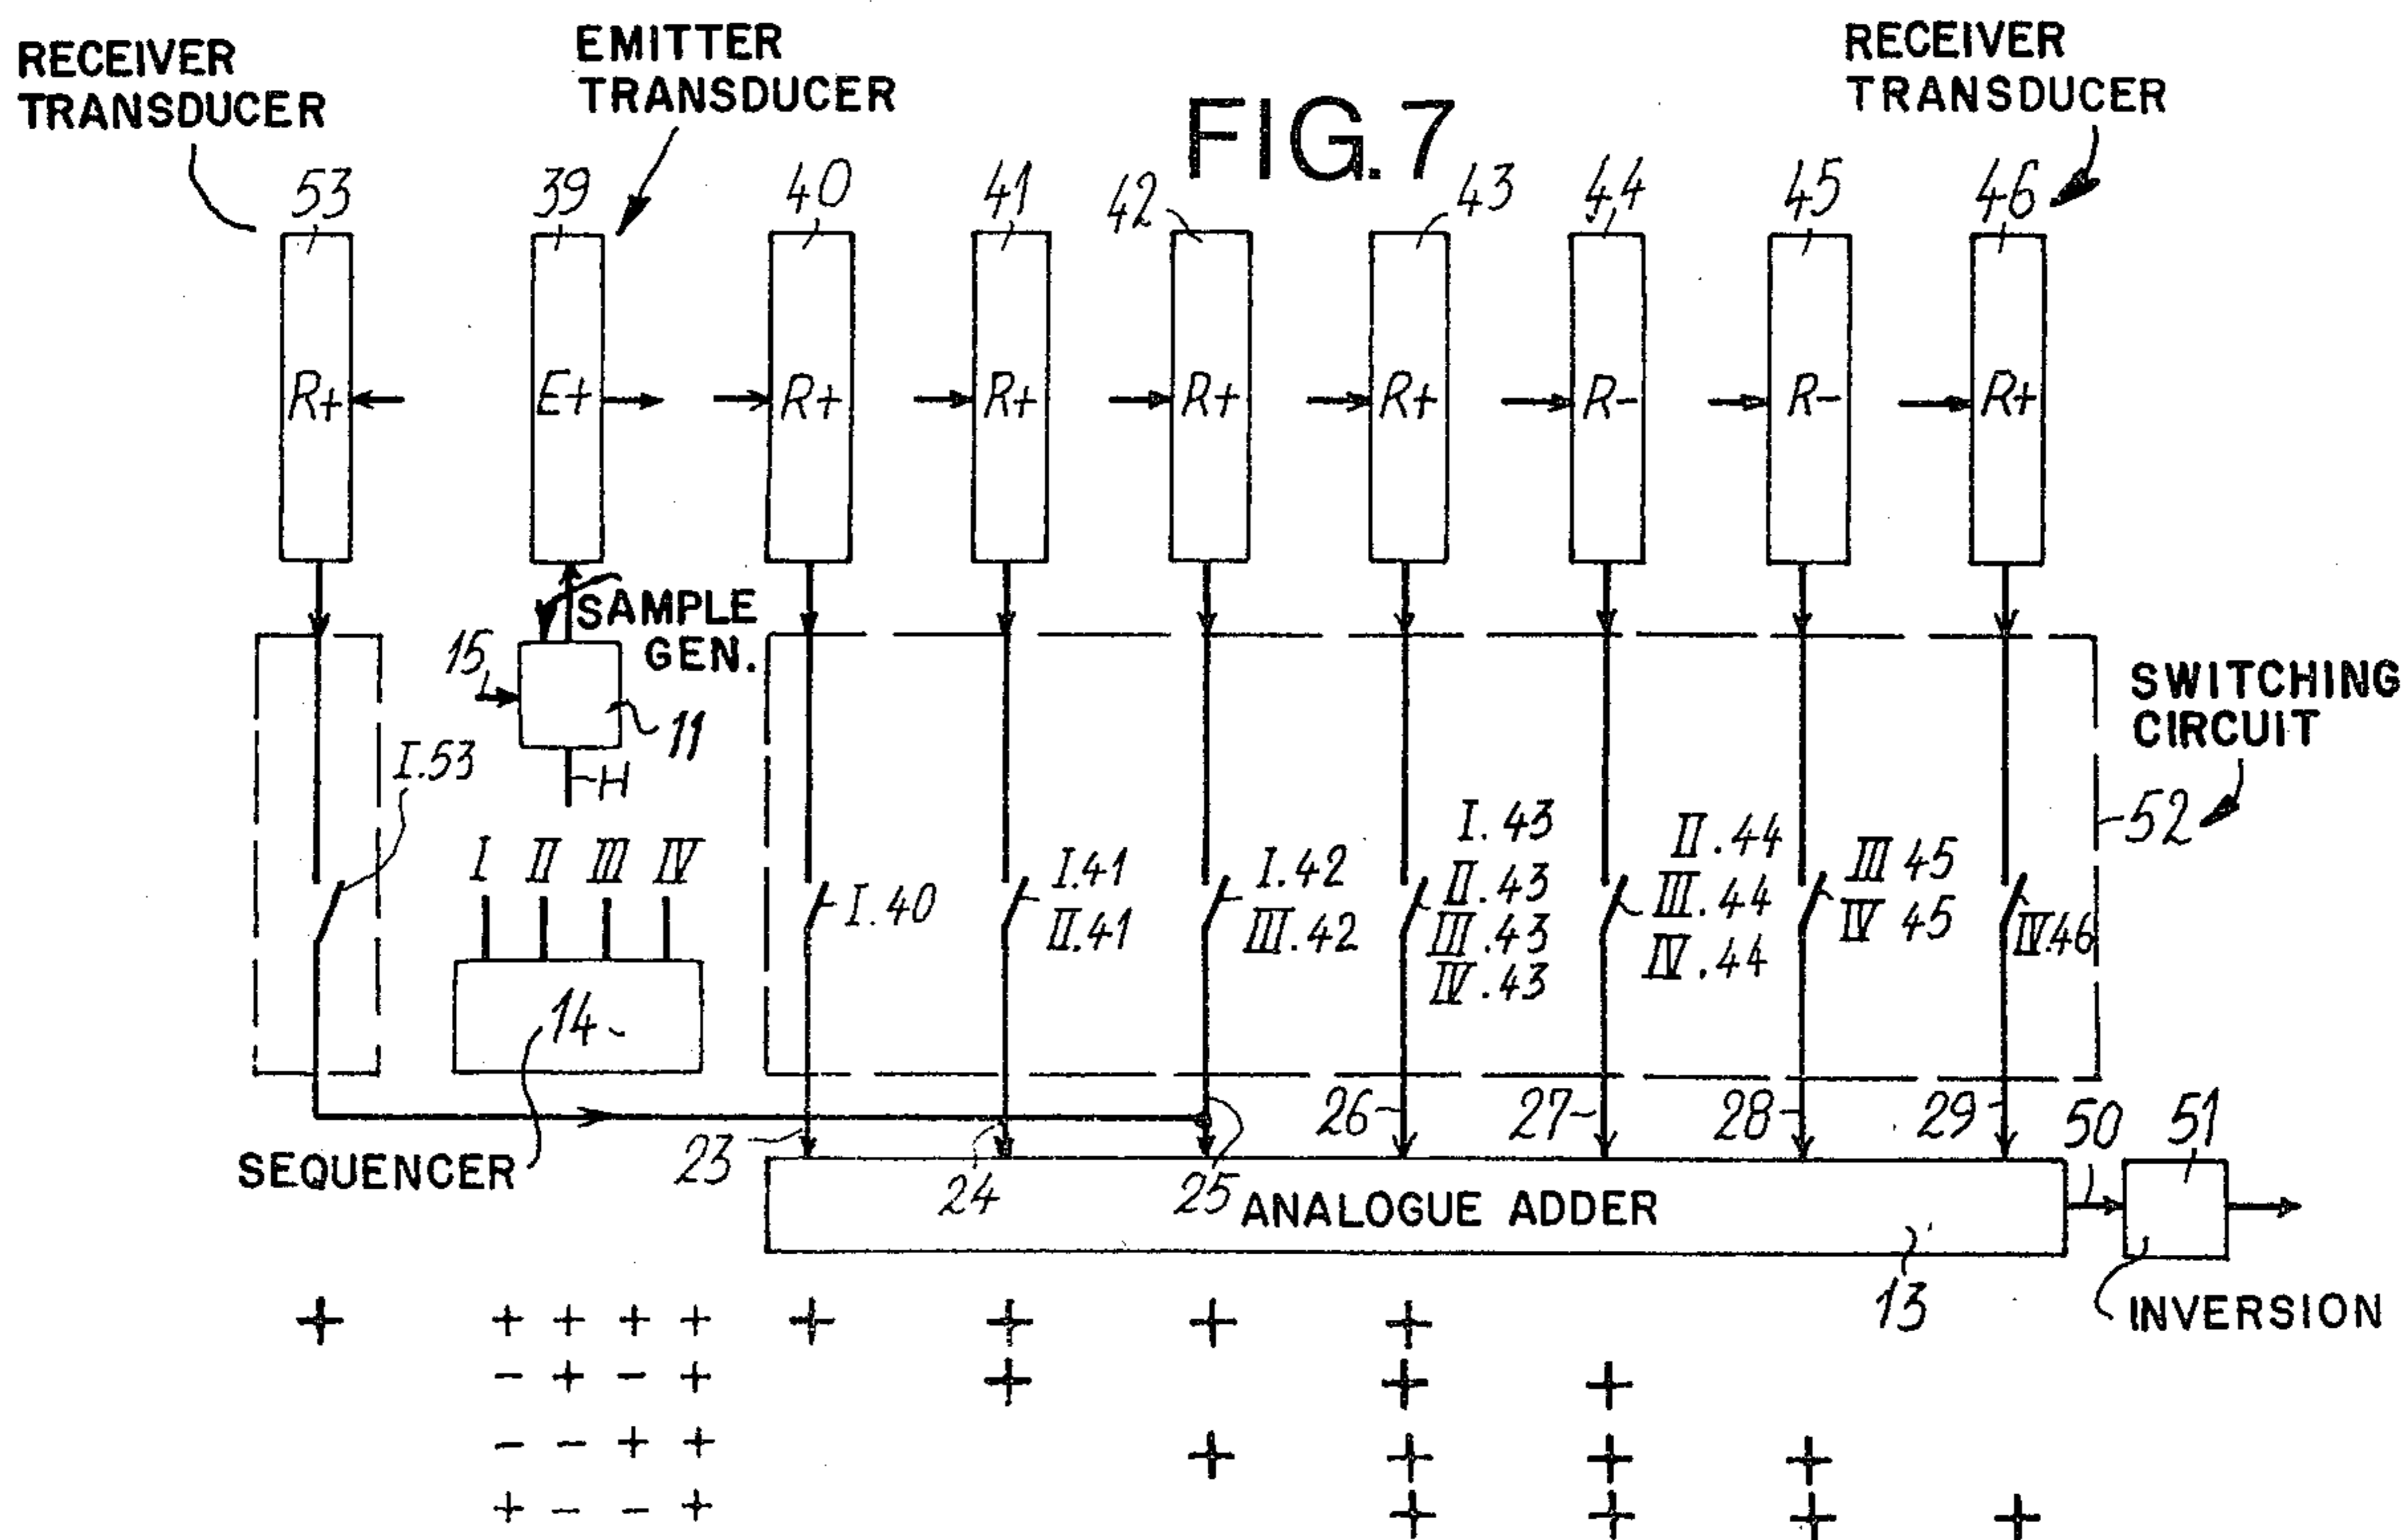 RECEIVER
TRANSDUCER
EMITTER
TRANSDUCER
FIG. 7
RECEIVER
TRANSDUCER
53
39
40
41
42
43
44
45
46
R+
E+
R+
R+
R+
R+
R-
R-
R+
SAMPLE
GEN.
15
11
H
SWITCHING
CIRCUIT
52
I.53
I II III IV
I.40
I.41
II.41
I.42
III.42
I.43
II.43
III.43
IV.43
II.44
III.44
IV.44
III 45
IV 45
IV.46
14
SEQUENCER
23
24
25
26
27
28
29
50
51
ANALOGUE ADDER
13
INVERSION
+ + + + + + + + +
- + - + + + +
- - + + + + + +
+ - - + + + + +